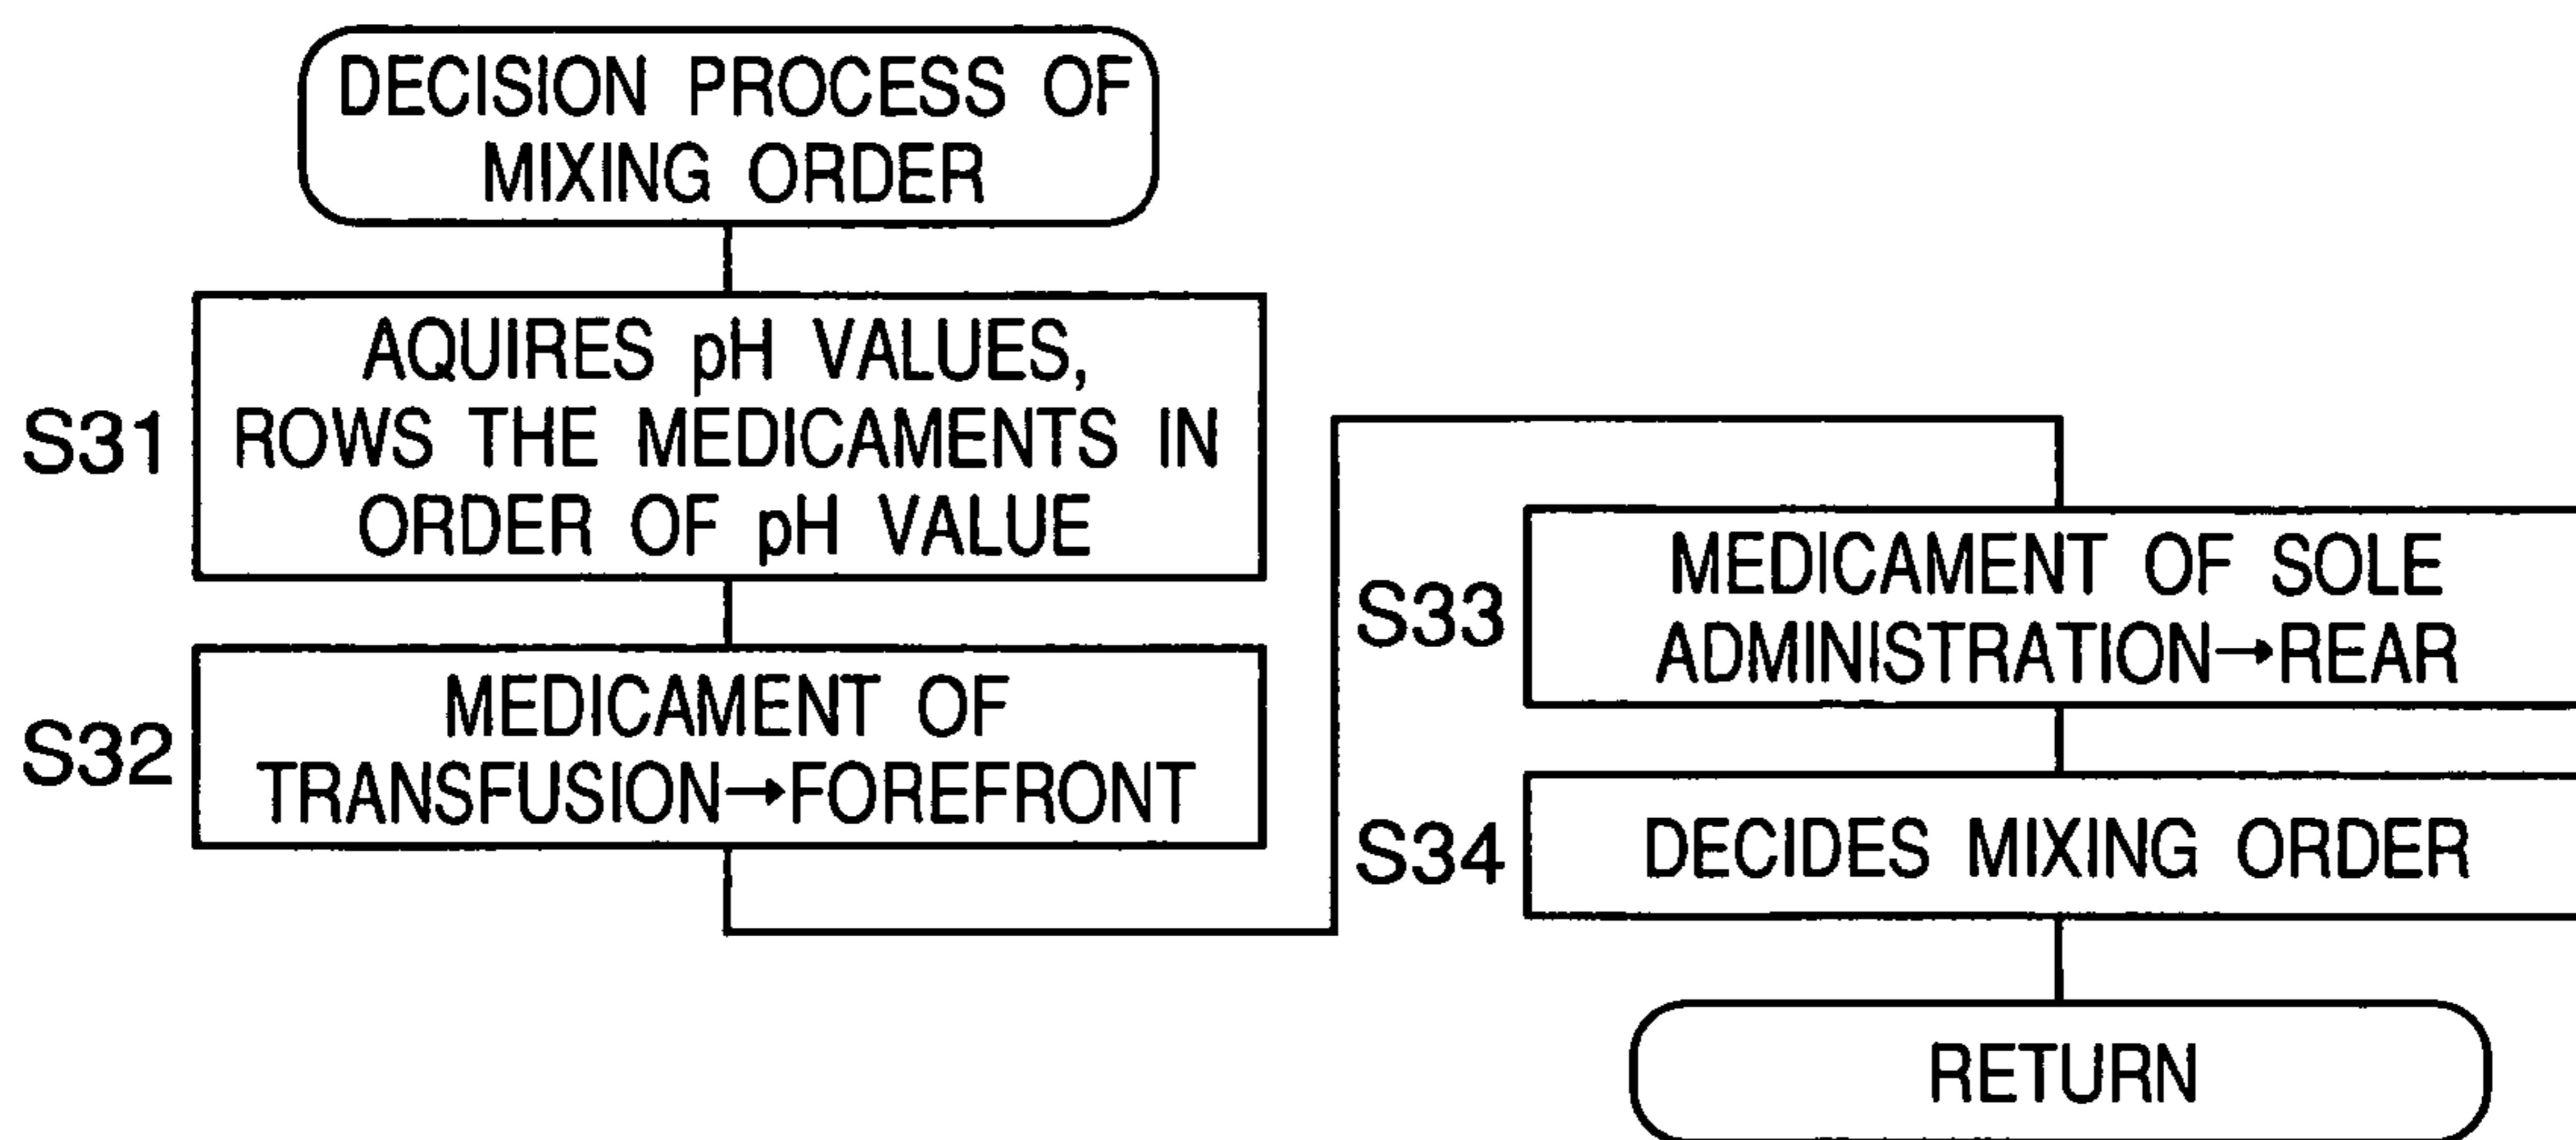 DECISION PROCESS OF
MIXING ORDER
S31
AQUIRES pH VALUES,
ROWS THE MEDICAMENTS IN
ORDER OF pH VALUE
S32
MEDICAMENT OF
TRANSFUSION→FOREFRONT
S33
MEDICAMENT OF SOLE
ADMINISTRATION→REAR
S34
DECIDES MIXING ORDER
RETURN